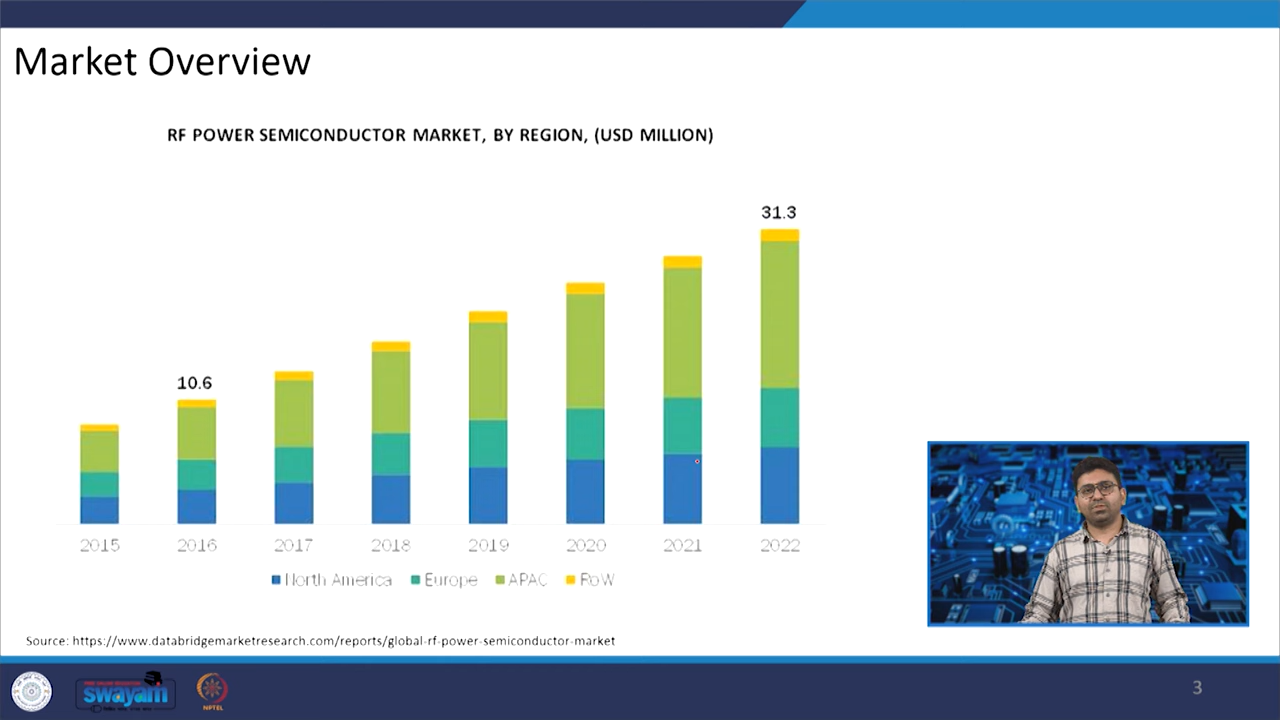 Market Overview
RF POWER SEMICONDUCTOR MARKET, BY REGION, (USD MILLION)
31.3
10.6
2015 2016 2017 2018 2019 2020 2021 2022
North America Europe APAC RoW
Source: https://www.databridgemarketresearch.com/reports/global-rf-power-semiconductor-market
swayam
NPTEL
3